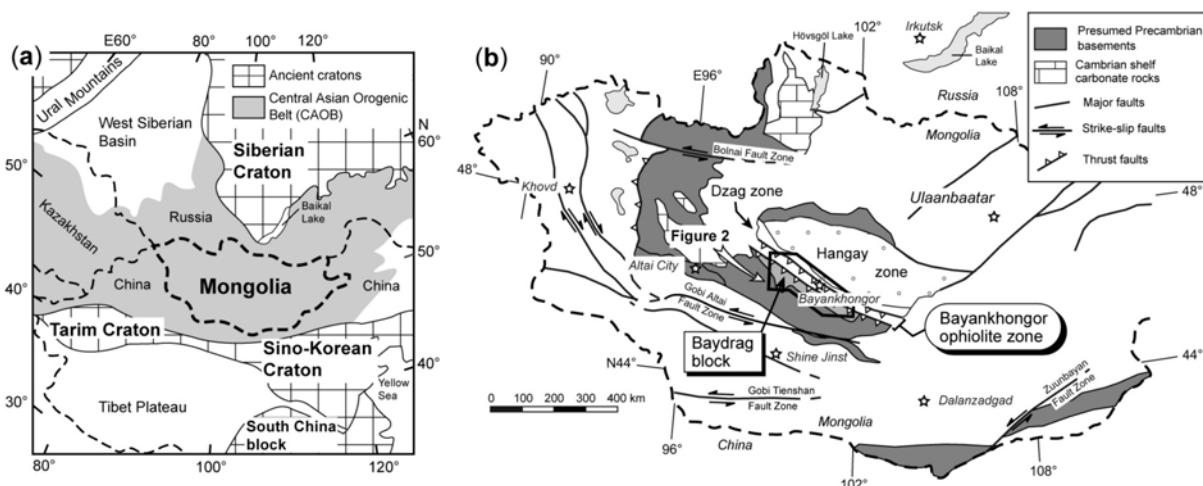 (a)
E60°
80°
100°
120°
Ancient cratons
Central Asian Orogenic
Belt (CAOB)
Ural Mountains
West Siberian
Basin
N
60°
50°
Siberian
Craton
Baikal
Lake
Russia
Kazakhstan
50°
Mongolia
China
China
40°
Tarim Craton
Sino-Korean
Craton
40°
Yellow
Sea
30°
Tibet Plateau
South China
block
30°
80°
100°
120°
(b)
90°
E96°
Hövsgöl Lake
102°
Irkutsk
Baikal
Lake
108°
Presumed Precambrian
basements
Cambrian shelf
carbonate rocks
Major faults
Strike-slip faults
Thrust faults
Russia
Mongolia
48°
Bolnai Fault Zone
Khovd
Dzag zone
Ulaanbaatar
48°
Figure 2
Hangay
zone
Altai City
Bayankhongor
Gobi Altai
Fault Zone
Bayankhongor
ophiolite zone
Baydrag
block
Shine Jinst
N44°
44°
Zuunbayan
Fault Zone
0 100 200 300 400 km
Gobi Tienshan
Fault Zone
Dalanzadgad
96°
China
Mongolia
102°
108°